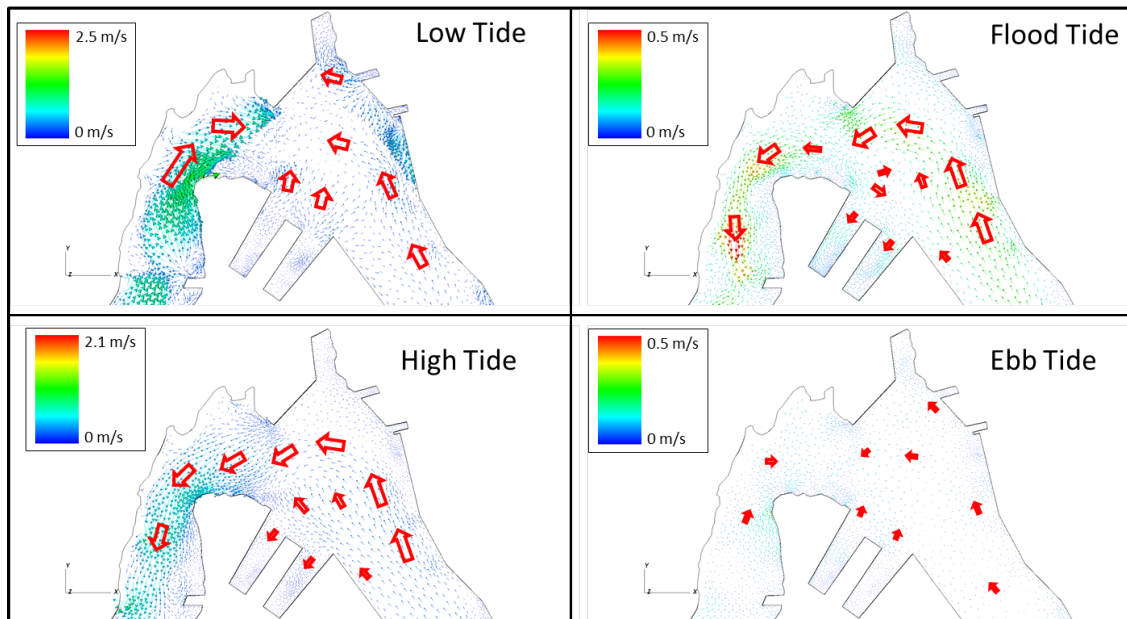 Low Tide
2.5 m/s
0 m/s
Y
Z
X
Flood Tide
0.5 m/s
0 m/s
Y
Z
X
High Tide
2.1 m/s
0 m/s
Y
Z
X
Ebb Tide
0.5 m/s
0 m/s
Y
Z
X